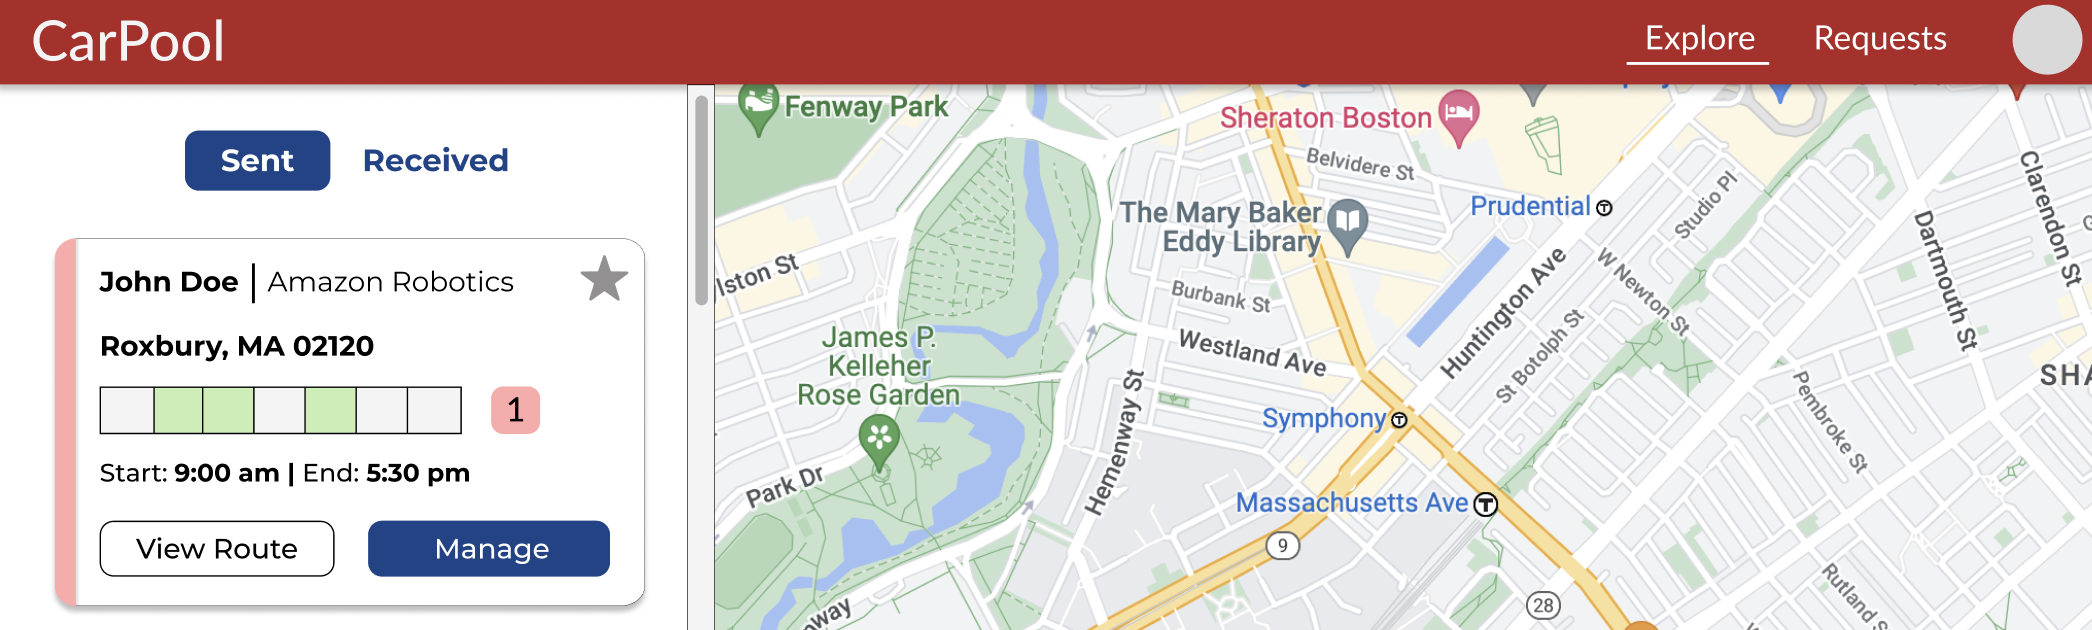 CarPool
Explore
Requests
Sent
Received
John Doe | Amazon Robotics
Roxbury, MA 02120
1
Start: 9:00 am | End: 5:30 pm
View Route
Manage
Fenway Park
Sheraton Boston
Belvidere St
The Mary Baker
Eddy Library
Prudential
Studio Pl
Clarendon St
Dartmouth St
W Newton St
Huntington Ave
St Botolph St
lston St
Burbank St
Westland Ave
James P.
Kelleher
Rose Garden
Hemenway St
Symphony
Pembroke St
SHA
Park Dr
Massachusetts Ave
9
28
Rutland S
way